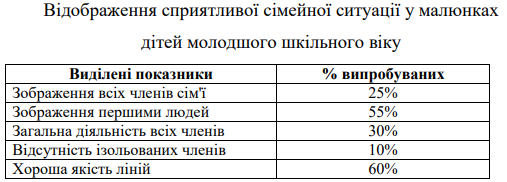 Відображення сприятливої сімейної ситуації у малюнках
дітей молодшого шкільного віку
Виділені показники % випробуваних
Зображення всіх членів сім'ї 25%
Зображення першими людей 55%
Загальна діяльність всіх членів 30%
Відсутність ізольованих членів 10%
Хороша якість ліній 60%